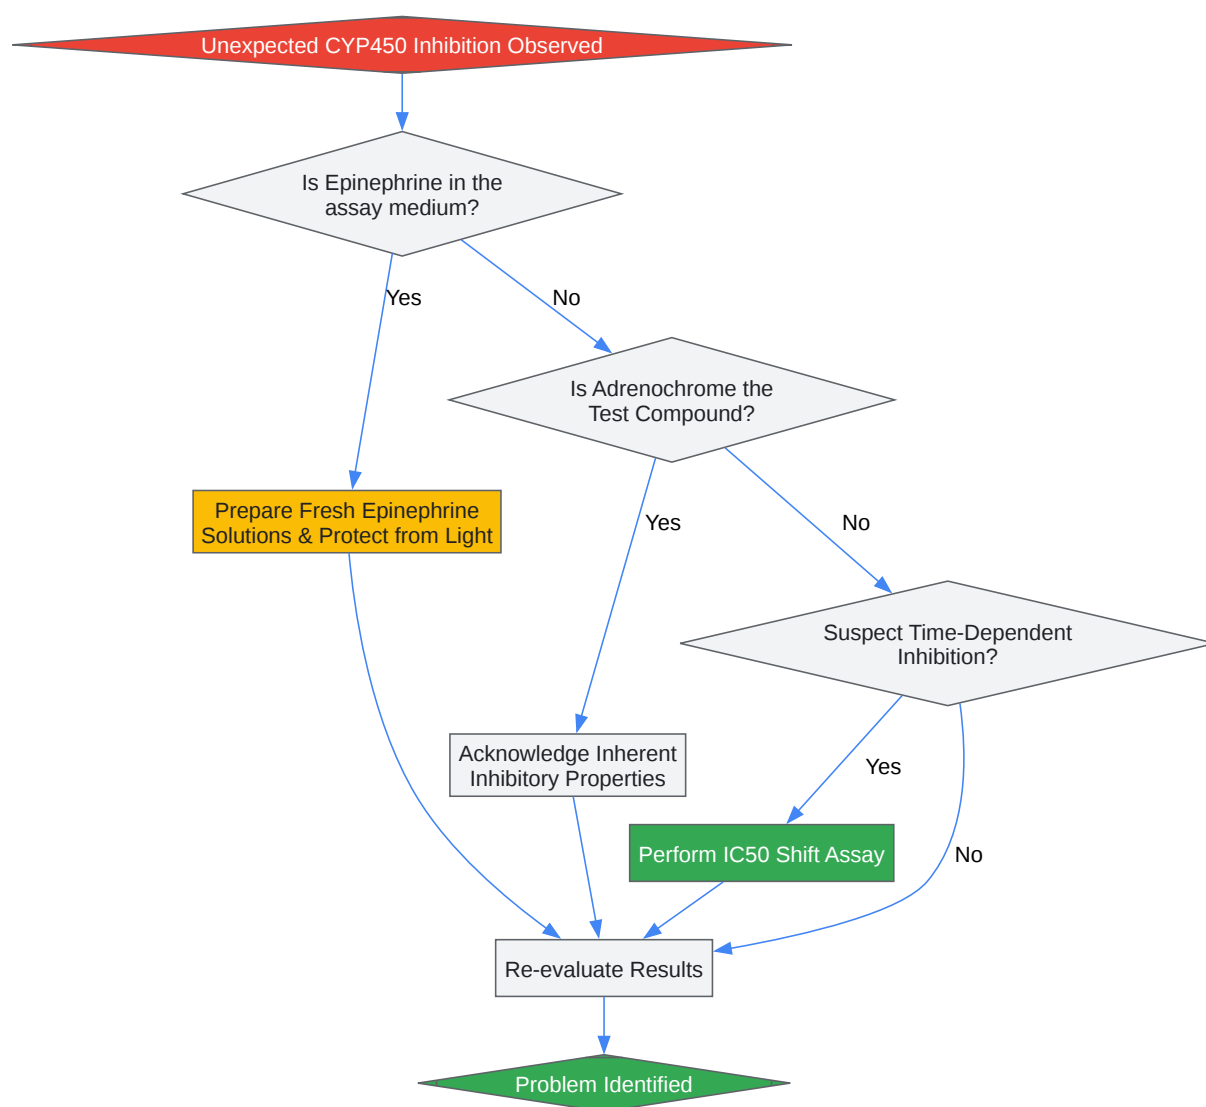 Unexpected CYP450 Inhibition Observed
Is Epinephrine in the
assay medium?
Yes
No
Is Adrenochrome the
Test Compound?
Prepare Fresh Epinephrine
Solutions & Protect from Light
Yes
No
Suspect Time-Dependent
Inhibition?
Acknowledge Inherent
Inhibitory Properties
Yes
Perform IC50 Shift Assay
No
Re-evaluate Results
Problem Identified